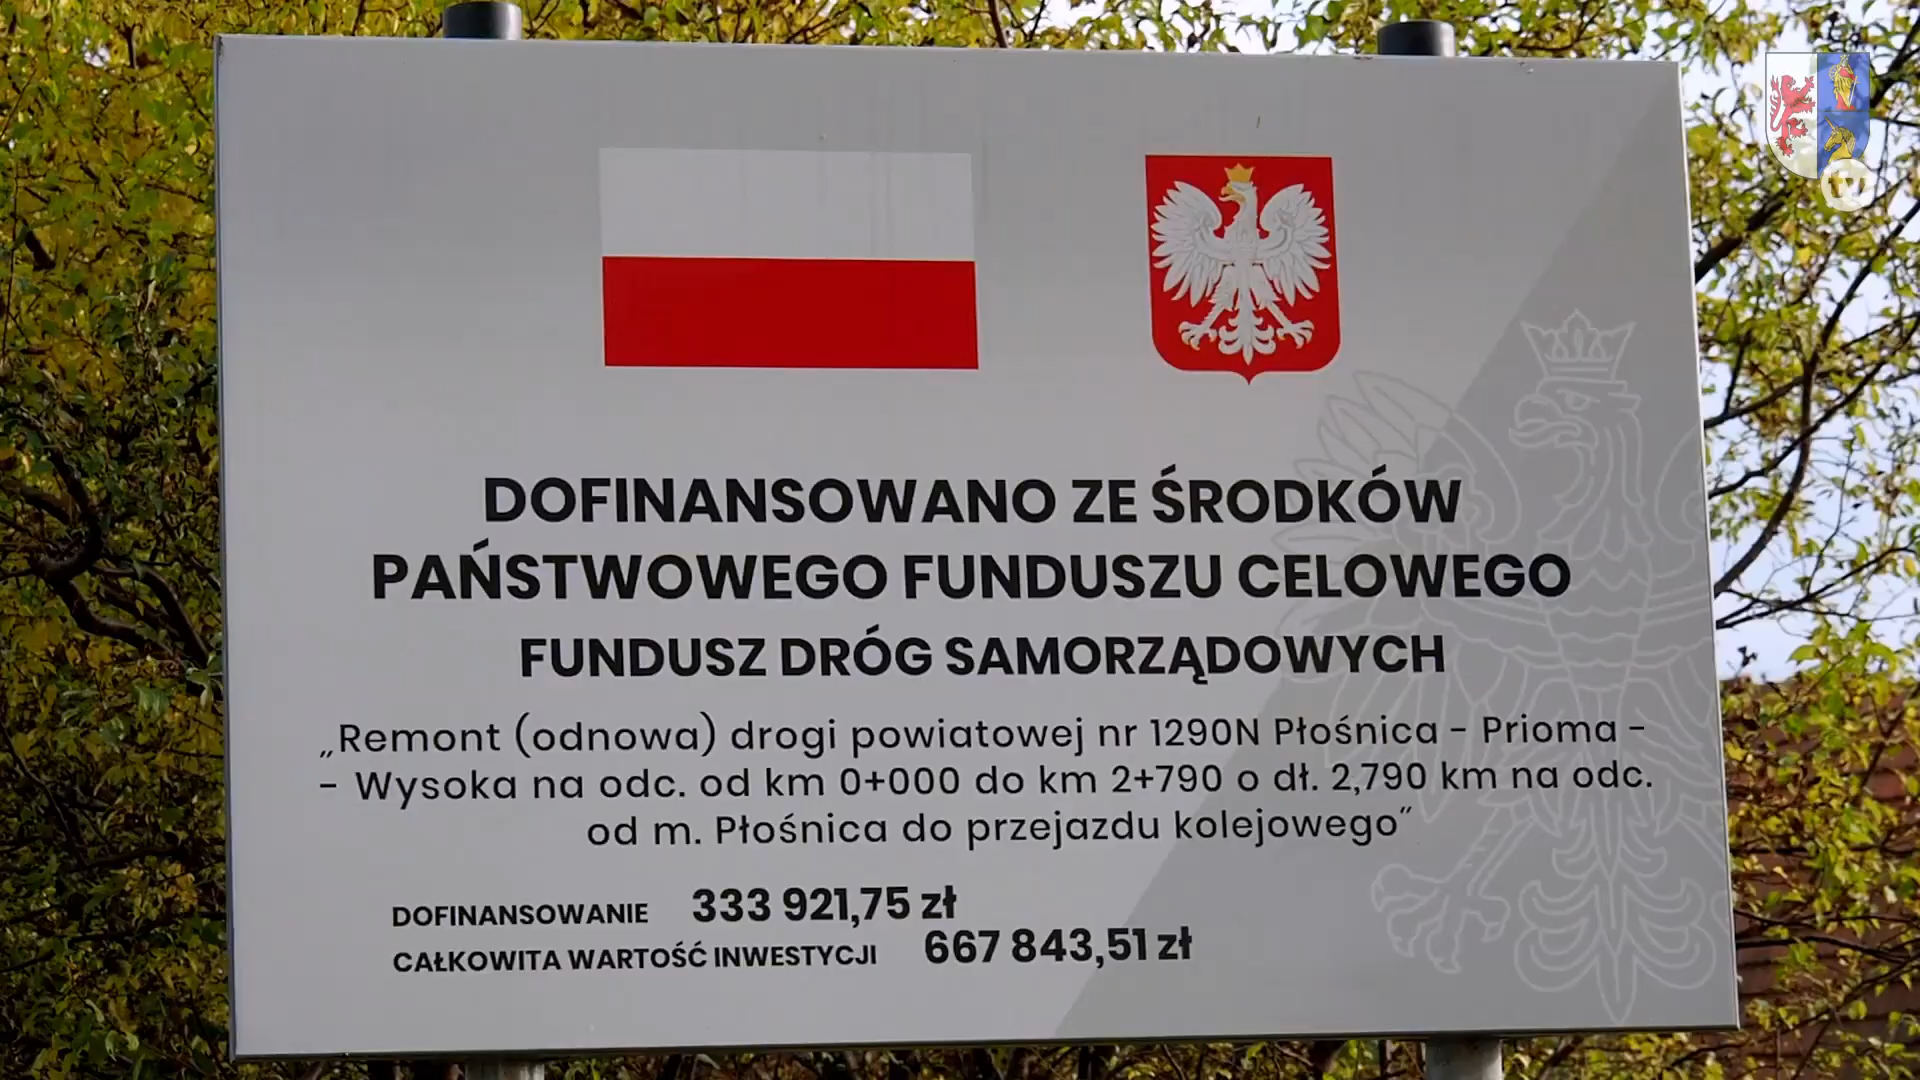 tv
DOFINANSOWANO ZE ŚRODKÓW
PAŃSTWOWEGO FUNDUSZU CELOWEGO
FUNDUSZ DRÓG SAMORZĄDOWYCH
„Remont (odnowa) drogi powiatowej nr 1290N Płośnica - Prioma -
- Wysoka na odc. od km 0+000 do km 2+790 o dł. 2,790 km na odc.
od m. Płośnica do przejazdu kolejowego”
DOFINANSOWANIE 333 921,75 zł
CAŁKOWITA WARTOŚĆ INWESTYCJI 667 843,51 zł